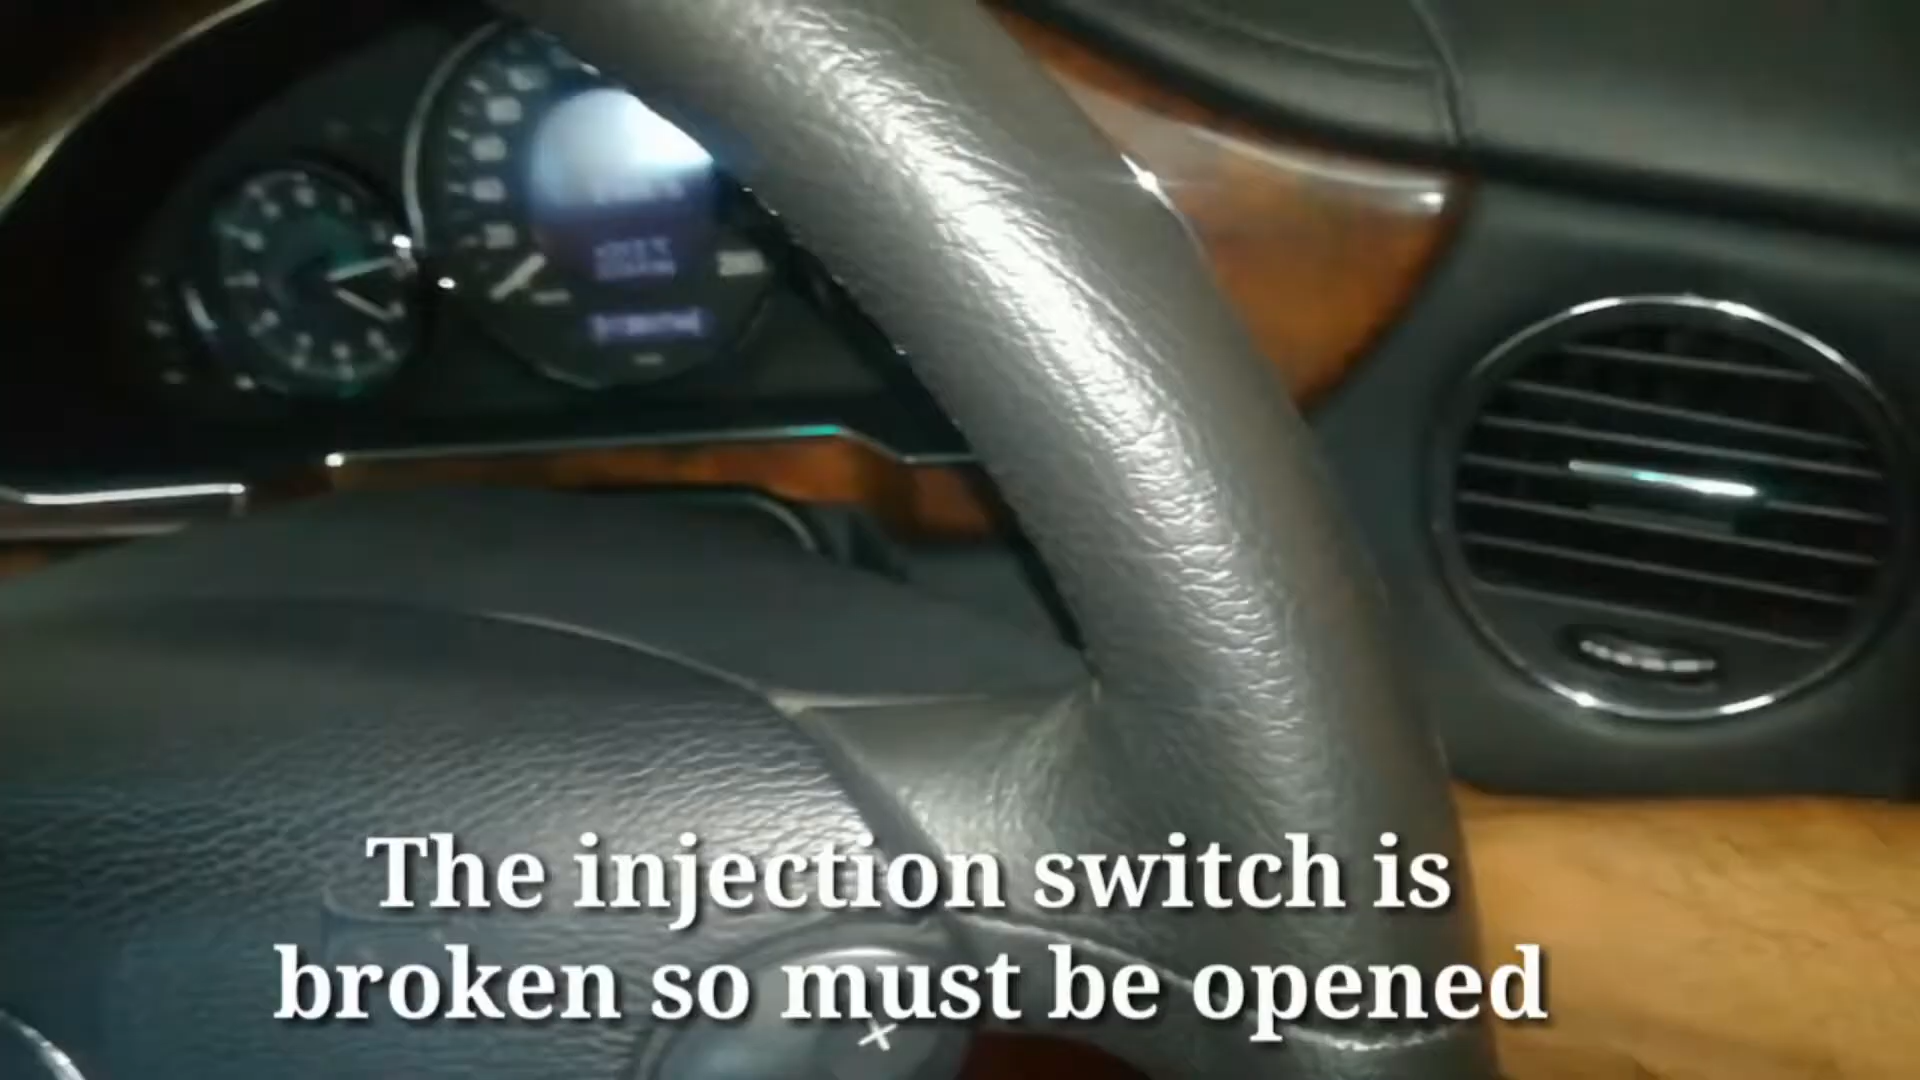 The injection switch is
broken so must be opened